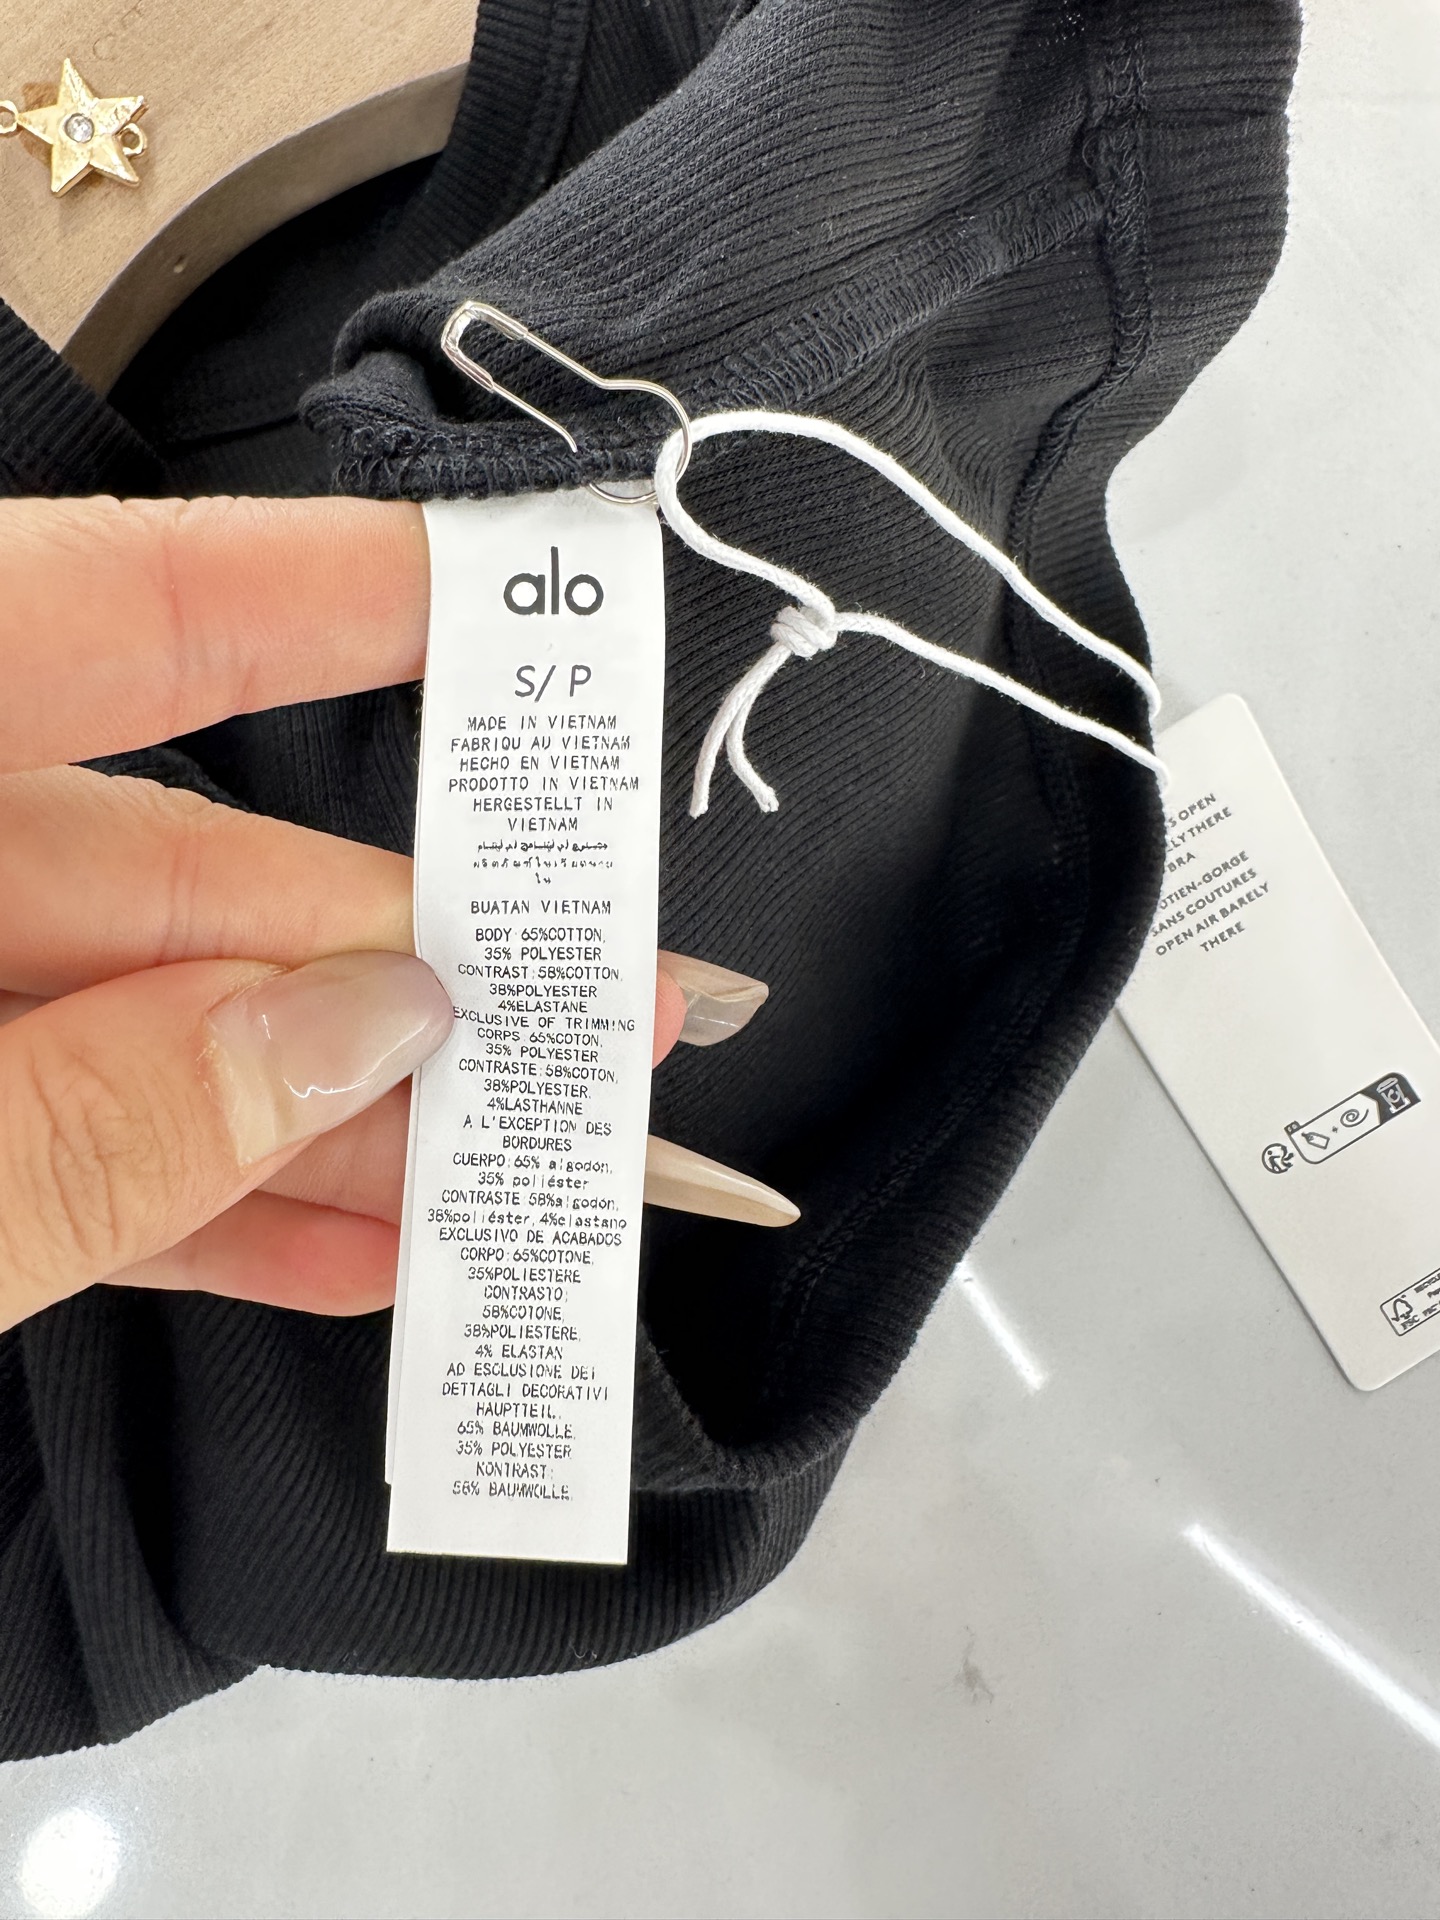 alo
S/ P
MADE IN VIETNAM
FABRIQU AU VIETNAM
HECHO EN VIETNAM
PRODOTTO IN VIETNAM
HERGESTELLT IN
VIETNAM
BUATAN VIETNAM
BODY: 65%COTTON,
35% POLYESTER
CONTRAST:58%COTTON,
38%POLYESTER
4%ELASTANE
EXCLUSIVE OF TRIMMING
CORPS 65%COTON,
35% POLYESTER
CONTRASTE:58%COTON,
38%POLYESTER,
4%LASTHANNE
A L'EXCEPTION DES
BORDURES
CUERPO:65% algodón,
35% poliéster
CONTRASTE 58%algodón,
38%poliéster, 4%elastano
EXCLUSIVO DE ACABADOS
CORPO:65%COTONE,
35%POLIESTERE
CONTRASTO:
58%COTONE,
38%POLIESTERE,
4% ELASTAN
AD ESCLUSIONE DEI
DETTAGLI DECORATIVI
HAUPTTEIL:
65% BAUMWOLLE,
35% POLYESTER
KONTRAST:
58% BAUMWOLLE,
OPEN
THERE
BRA
SANS COUTURES
OPEN AIR BARELY
THERE
FSC